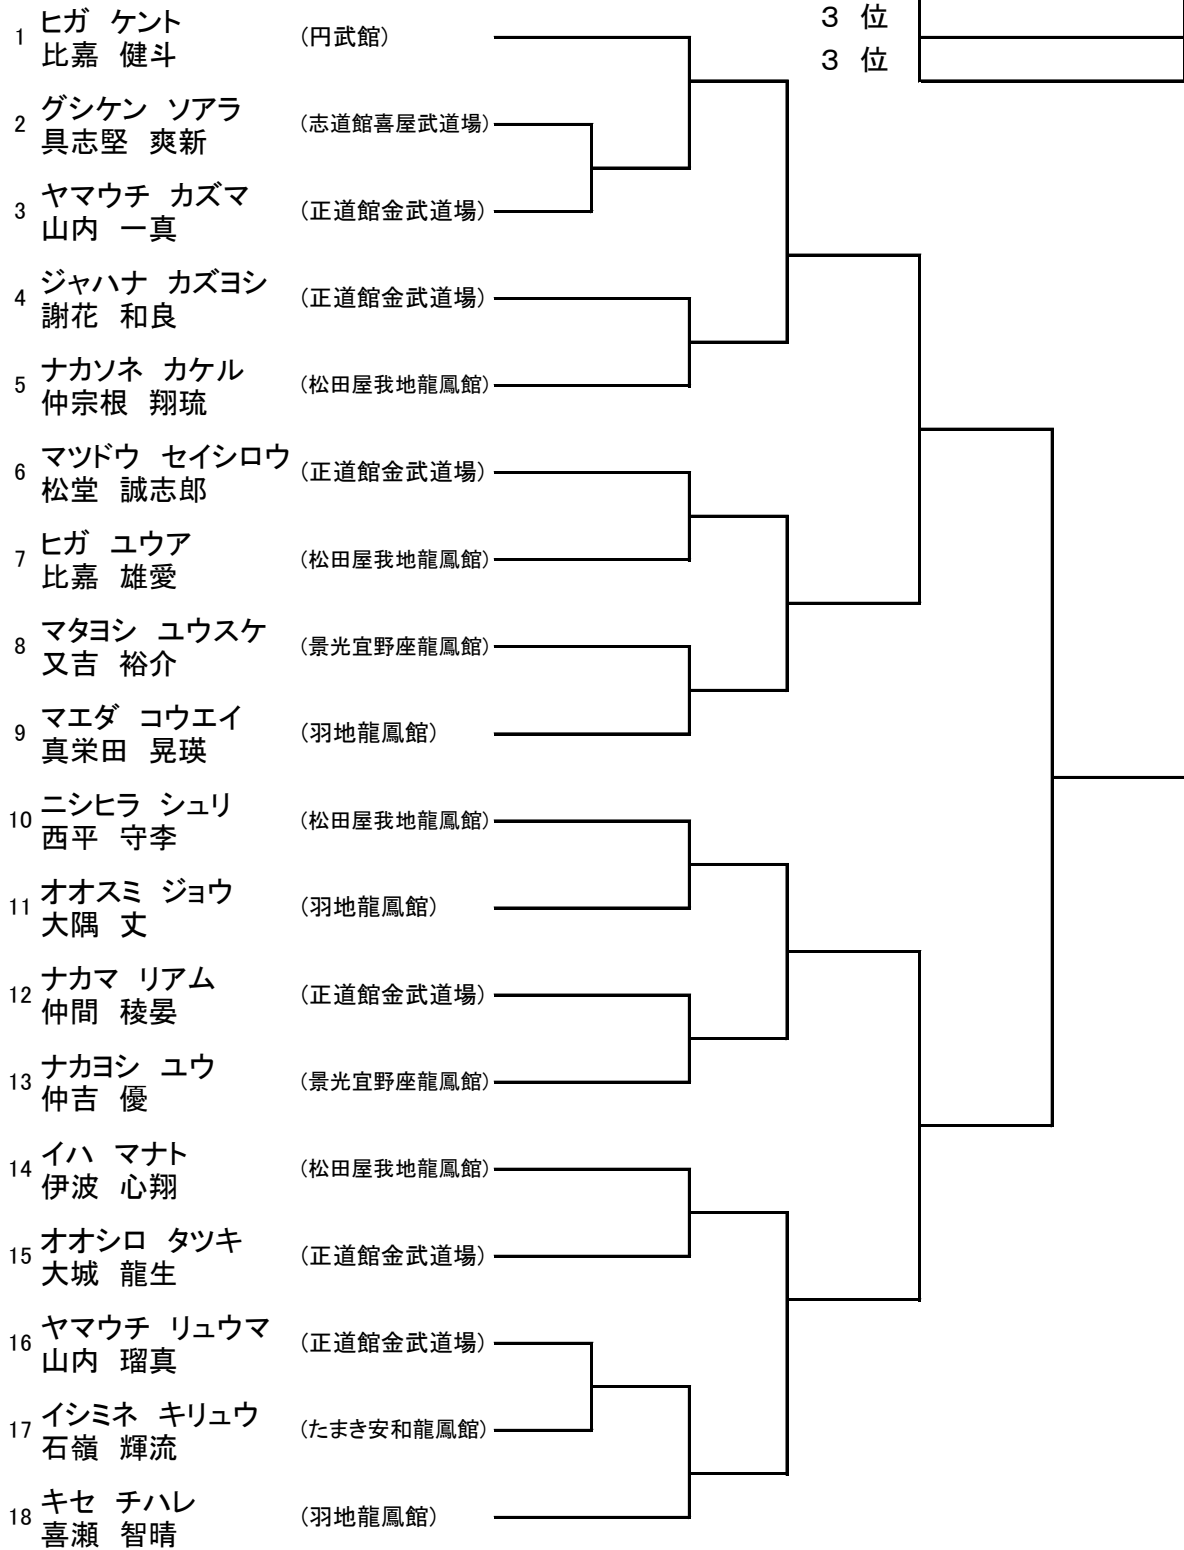 ３ 位
３ 位
1 ヒガ ケント (円武館)
比嘉 健斗
2 グシケン ソアラ (志道館喜屋武道場)
具志堅 爽新
3 ヤマウチ カズマ (正道館金武道場)
山内 一真
4 ジャハナ カズヨシ (正道館金武道場)
謝花 和良
5 ナカソネ カケル (松田屋我地龍鳳館)
仲宗根 翔琉
6 マツドウ セイシロウ (正道館金武道場)
松堂 誠志郎
7 ヒガ ユウア (松田屋我地龍鳳館)
比嘉 雄愛
8 マタヨシ ユウスケ (景光宜野座龍鳳館)
又吉 裕介
9 マエダ コウエイ (羽地龍鳳館)
真栄田 晃瑛
10 ニシヒラ シュリ (松田屋我地龍鳳館)
西平 守李
11 オオスミ ジョウ (羽地龍鳳館)
大隅 丈
12 ナカマ リアム (正道館金武道場)
仲間 稜晏
13 ナカヨシ ユウ (景光宜野座龍鳳館)
仲吉 優
14 イハ マナト (松田屋我地龍鳳館)
伊波 心翔
15 オオシロ タツキ (正道館金武道場)
大城 龍生
16 ヤマウチ リュウマ (正道館金武道場)
山内 瑠真
17 イシミネ キリュウ (たまき安和龍鳳館)
石嶺 輝流
18 キセ チハレ (羽地龍鳳館)
喜瀬 智晴